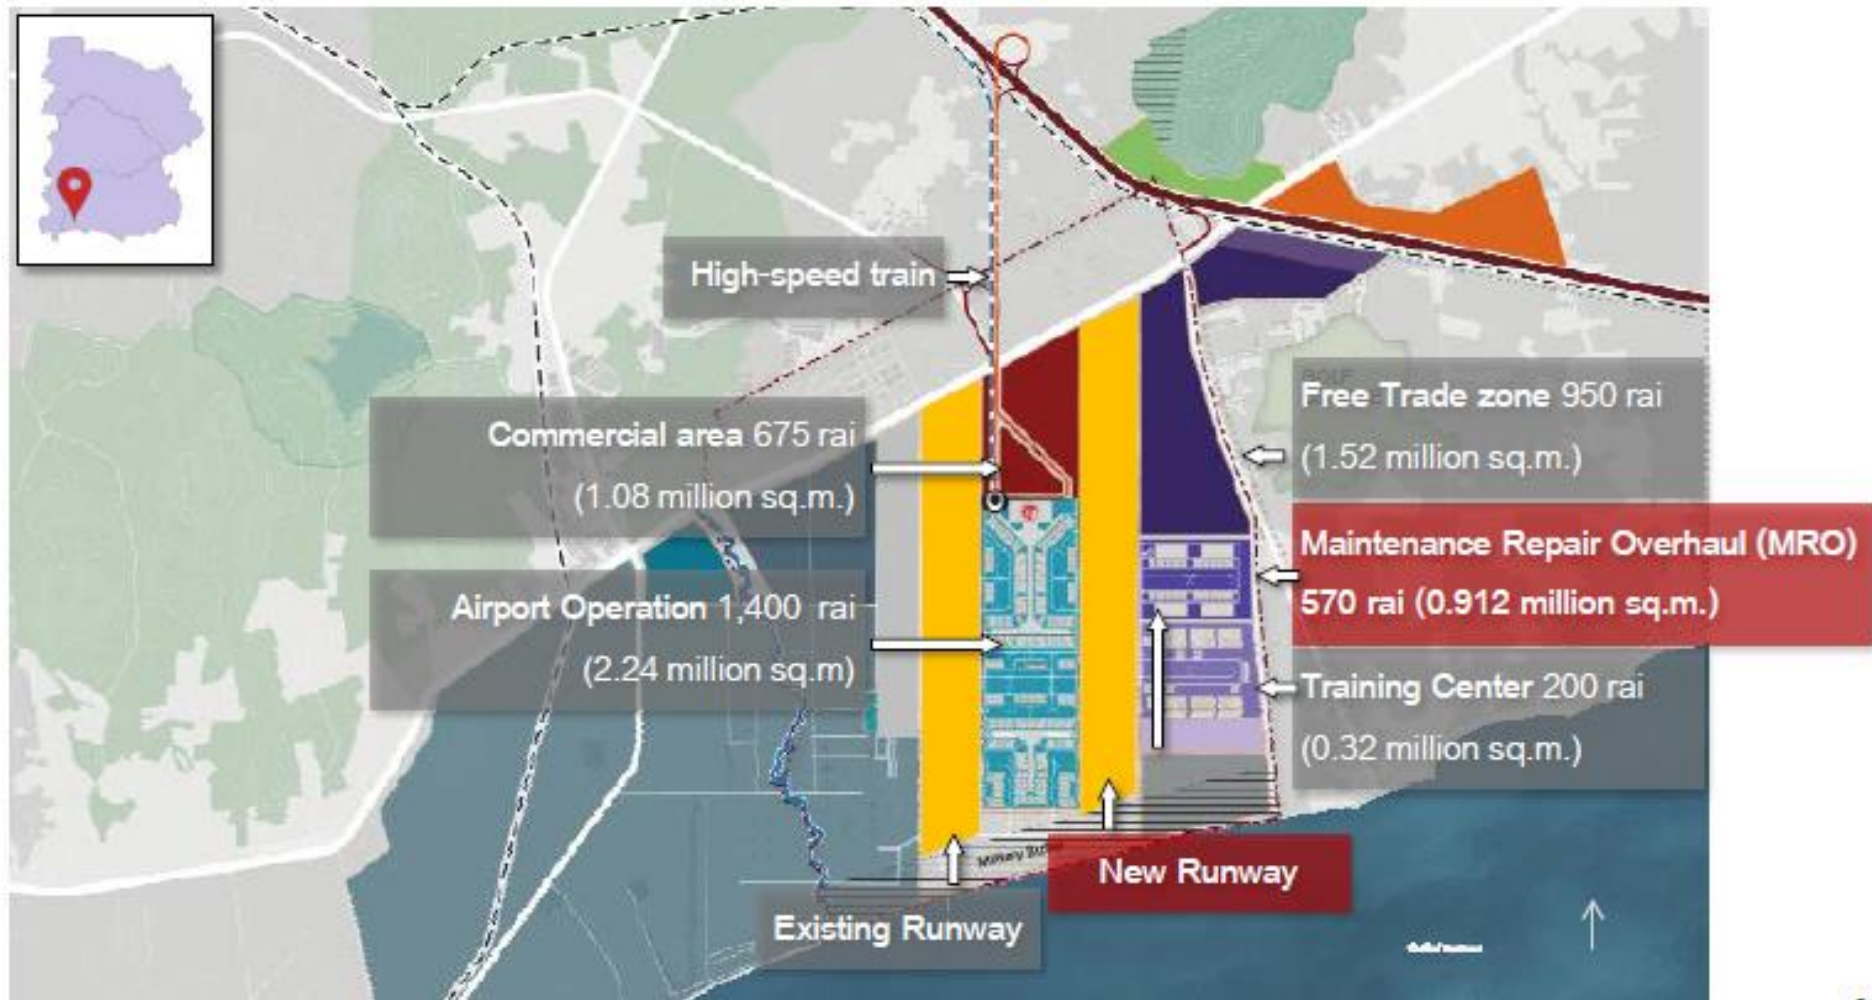 High-speed train
Commercial area 675 rai
(1.08 million sq.m.)
Airport Operation 1,400 rai
(2.24 million sq.m)
Free Trade zone 950 rai
(1.52 million sq.m.)
Maintenance Repair Overhaul (MRO)
570 rai (0.912 million sq.m.)
Training Center 200 rai
(0.32 million sq.m.)
New Runway
Existing Runway